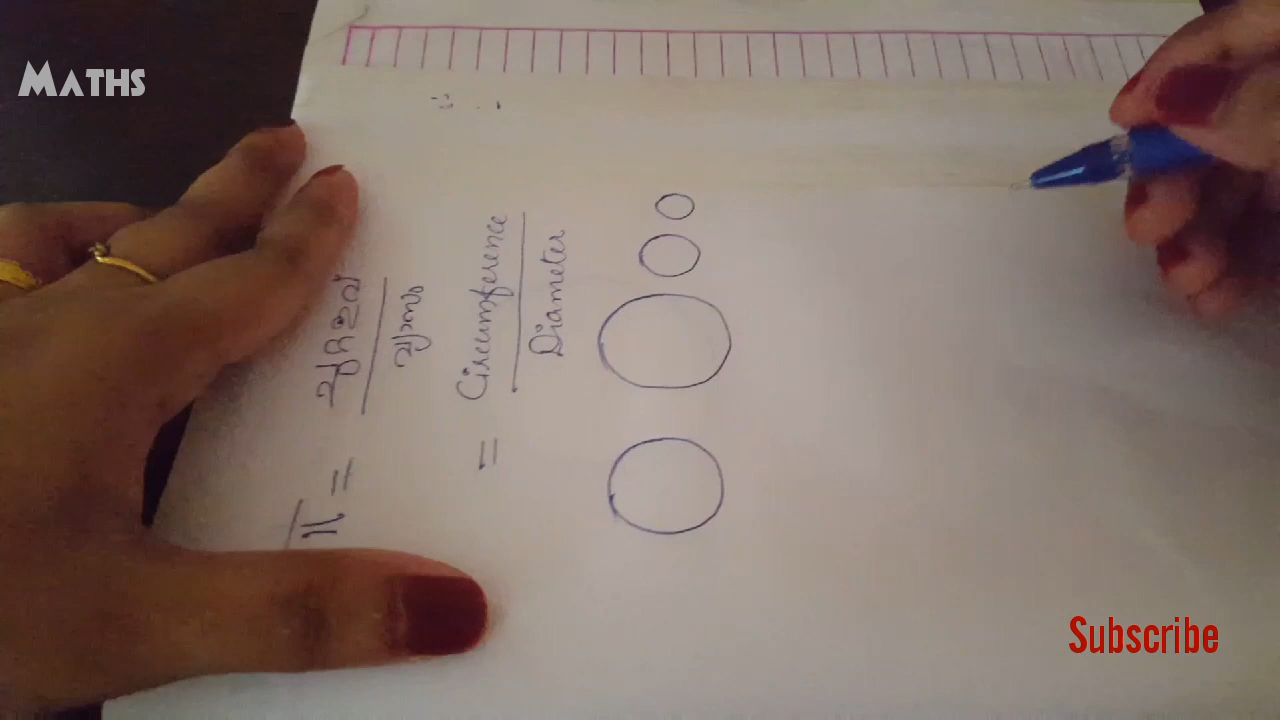 MATHS
π = ചുറ്റളവ്
വ്യാസം
= Circumference
Diameter
Subscribe